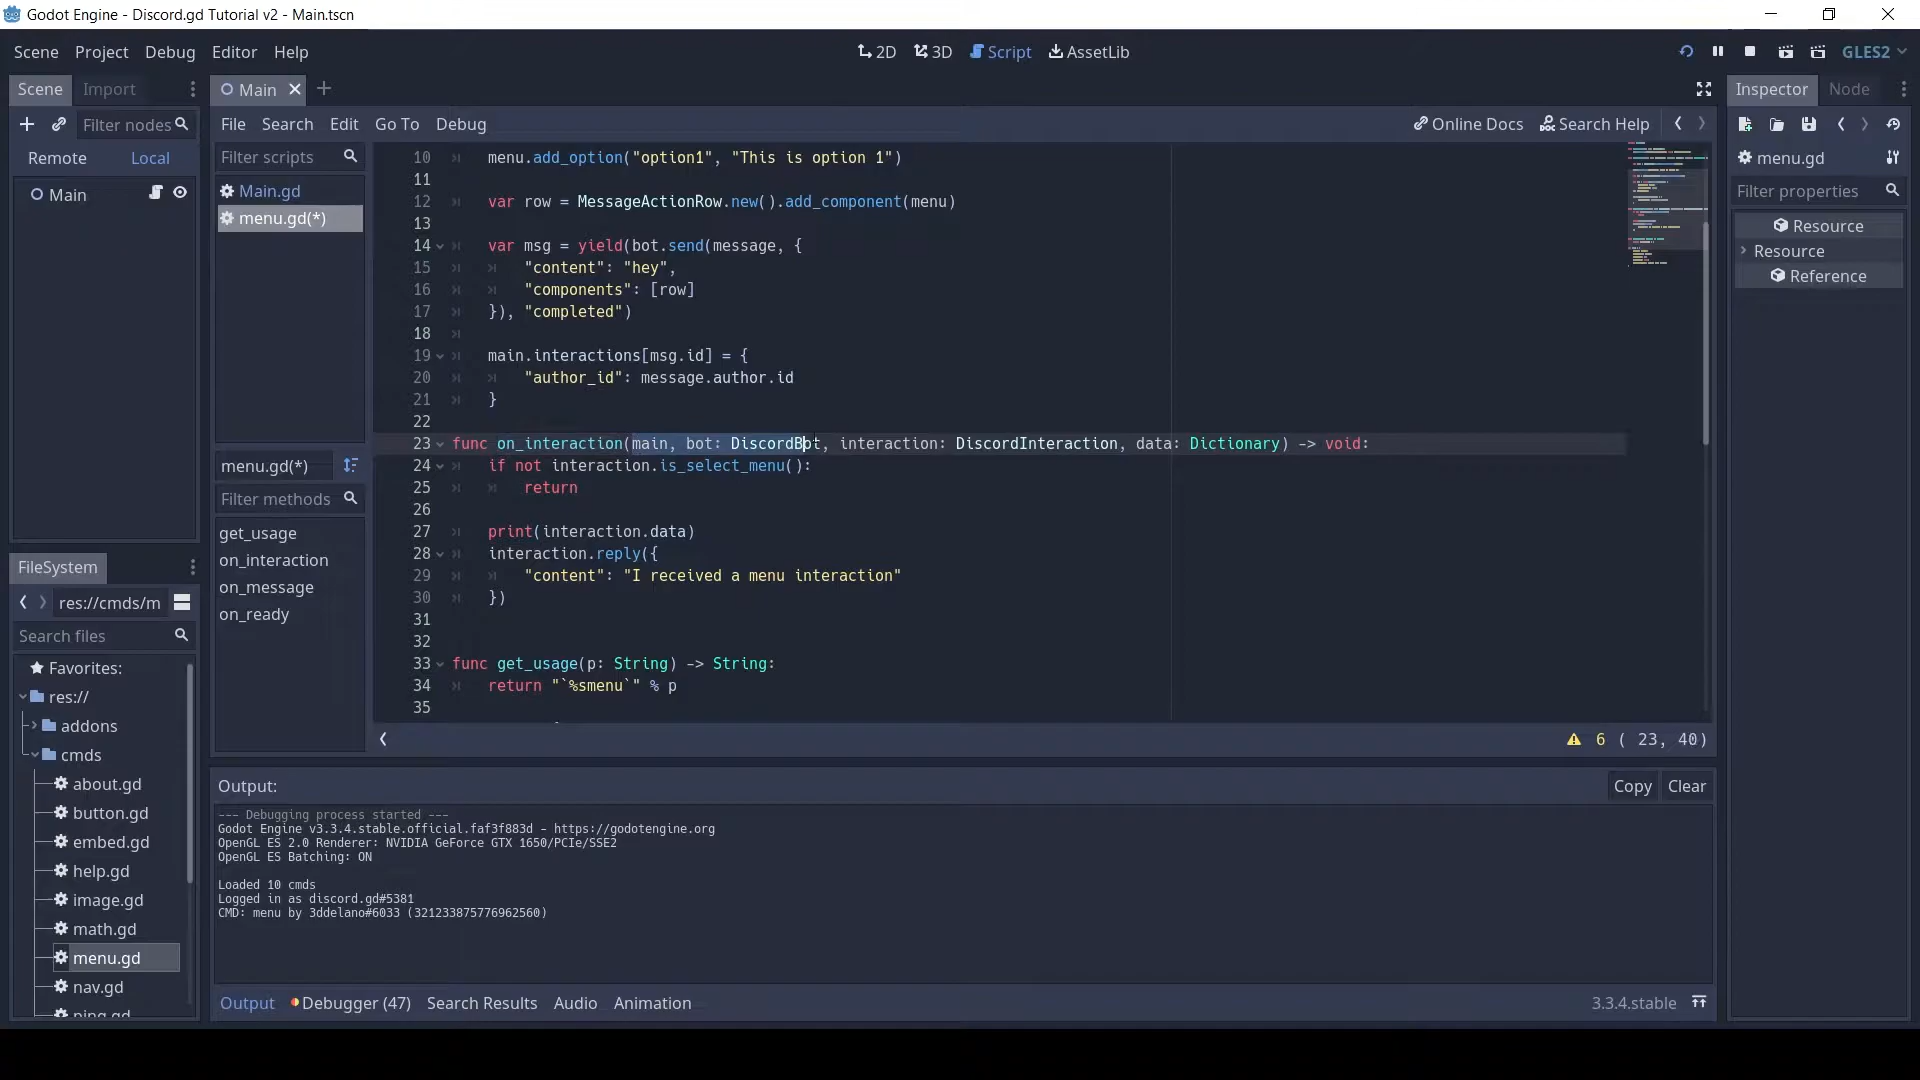 Godot Engine - Discord.gd Tutorial v2 - Main.tscn
Scene Project Debug Editor Help
2D 3D Script AssetLib
GLES2
Scene Import
Main
Inspector Node
Filter nodes
File Search Edit Go To Debug
Online Docs Search Help
Remote Local
Filter scripts
menu.gd
Main
Main.gd
menu.gd(*)
Filter properties
Resource
Resource
Reference
10 menu.add_option("option1", "This is option 1")
11
12 var row = MessageActionRow.new().add_component(menu)
13
14 var msg = yield(bot.send(message, {
15 "content": "hey",
16 "components": [row]
17 }), "completed")
18
19 main.interactions[msg.id] = {
20 "author_id": message.author.id
21 }
22
23 func on_interaction(main, bot: DiscordBot, interaction: DiscordInteraction, data: Dictionary) -> void:
24 if not interaction.is_select_menu():
25 return
26
27 print(interaction.data)
28 interaction.reply({
29 "content": "I received a menu interaction"
30 })
31
32
33 func get_usage(p: String) -> String:
34 return "`%smenu`" % p
35
menu.gd(*)
Filter methods
get_usage
on_interaction
on_message
on_ready
6 ( 23, 40)
FileSystem
res://cmds/m
Search files
Favorites:
res://
addons
cmds
about.gd
button.gd
embed.gd
help.gd
image.gd
math.gd
menu.gd
nav.gd
ping.gd
Output:
Copy Clear
--- Debugging process started ---
Godot Engine v3.3.4.stable.official.faf3f883d - https://godotengine.org
OpenGL ES 2.0 Renderer: NVIDIA GeForce GTX 1650/PCIe/SSE2
OpenGL ES Batching: ON
Loaded 10 cmds
Logged in as discord.gd#5381
CMD: menu by 3ddelano#6033 (321233875776962560)
Output Debugger (47) Search Results Audio Animation
3.3.4.stable